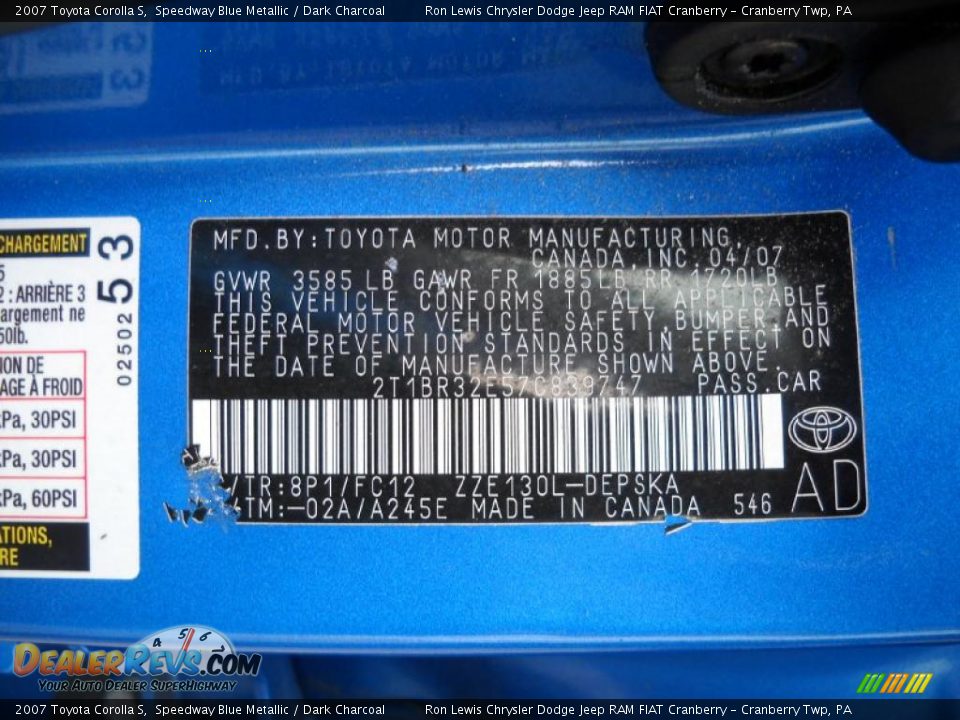 2007 Toyota Corolla S, Speedway Blue Metallic / Dark Charcoal Ron Lewis Chrysler Dodge Jeep RAM FIAT Cranberry - Cranberry Twp, PA
CHARGEMENT
5
2 : ARRIÈRE 3
argement ne
50lb.
ION DE
AGE À FROID
kPa, 30PSI
kPa, 30PSI
kPa, 60PSI
ATIONS,
RE
02502 53
MFD.BY:TOYOTA MOTOR MANUFACTURING,
CANADA,INC.04/07
GVWR 3585LB GAWR FR 1885LB RR 1720LB
THIS VEHICLE CONFORMS TO ALL APPLICABLE
FEDERAL MOTOR VEHICLE SAFETY,BUMPER AND
THEFT PREVENTION STANDARDS IN EFFECT ON
THE DATE OF MANUFACTURE SHOWN ABOVE.
2T1BR32E57C839747 PASS.CAR
/TR:8P1/FC12 ZZE130L-DEPSKA
TM:-02A/A245E MADE IN CANADA 546
AD
4 5 6
DEALERREVS.COM
YOUR AUTO DEALER SUPERHIGHWAY
2007 Toyota Corolla S, Speedway Blue Metallic / Dark Charcoal Ron Lewis Chrysler Dodge Jeep RAM FIAT Cranberry - Cranberry Twp, PA